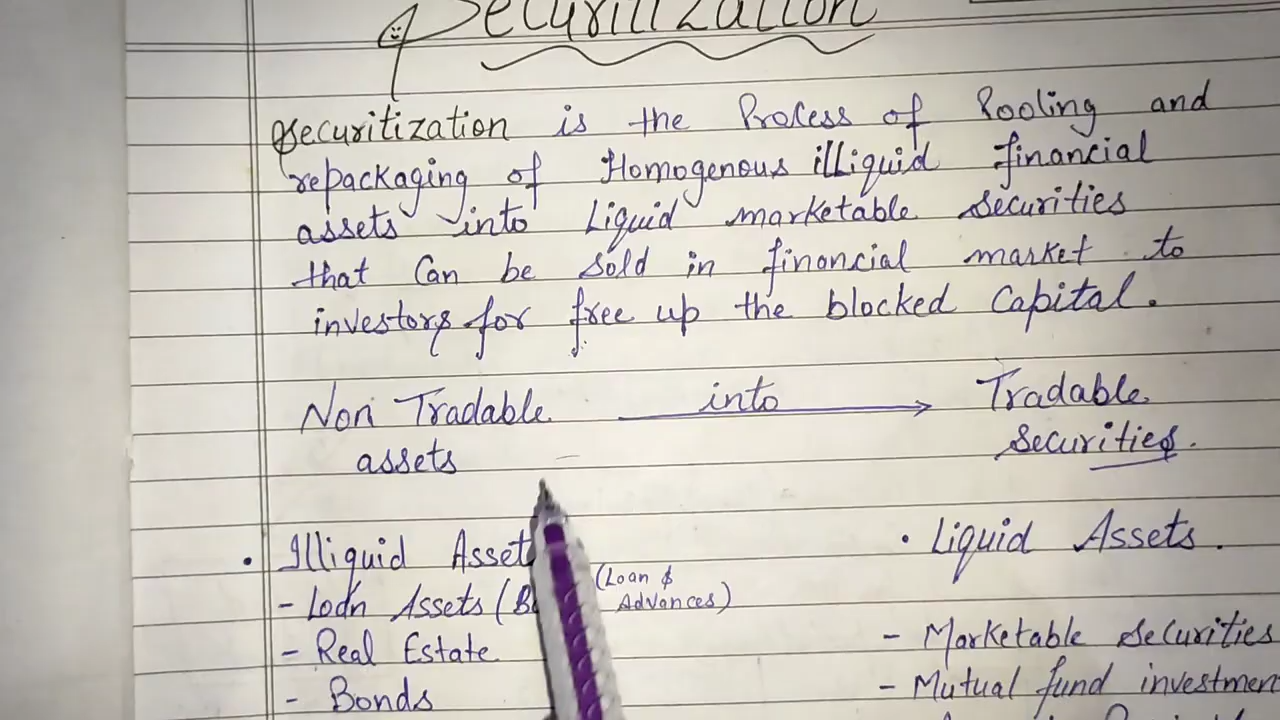 Securitization
Securitization is the Process of Pooling and
repackaging of Homogenous illiquid financial
assets into Liquid marketable securities
that Can be Sold in financial market to
investors for free up the blocked Capital.
Non Tradable into Tradable
assets securities.
• Illiquid Asset • Liquid Assets.
(Loan &
- Loan Assets ( Advances)
- Real Estate - Marketable Securities
- Bonds - Mutual fund investmen